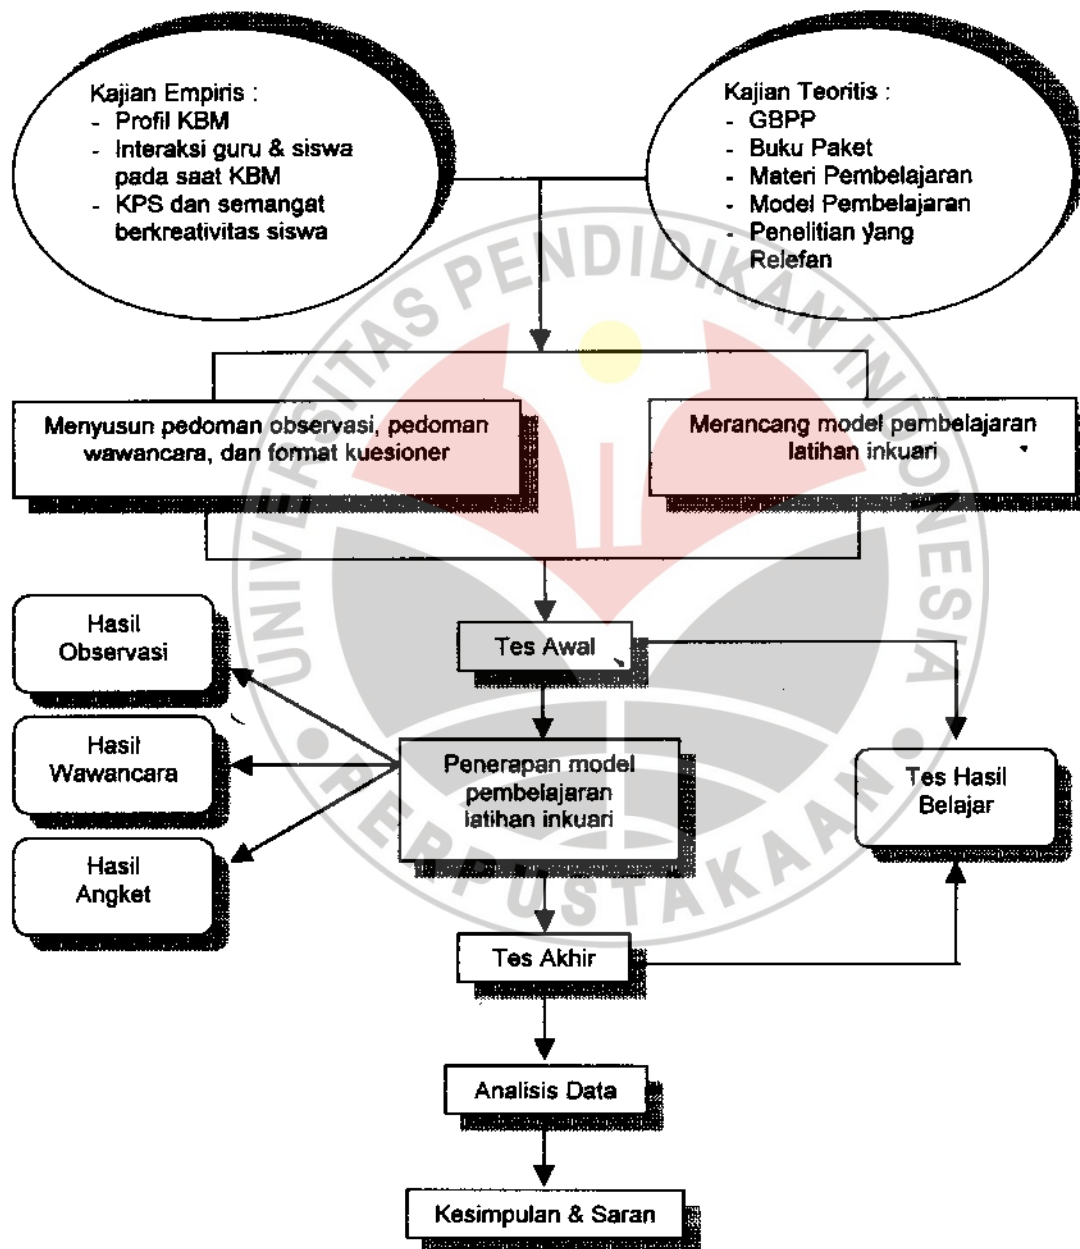 Kajian Empiris :
- Profil KBM
- Interaksi guru & siswa
pada saat KBM
- KPS dan semangat
berkreativitas siswa
Kajian Teoritis :
- GBPP
- Buku Paket
- Materi Pembelajaran
- Model Pembelajaran
- Penelitian yang
Relefan
UNIVERSITAS PENDIDIKAN INDONESIA
Menyusun pedoman observasi, pedoman
wawancara, dan format kuesioner
Merancang model pembelajaran
latihan inkuari
Hasil
Observasi
Tes Awal
Hasil
Wawancara
Penerapan model
pembelajaran
latihan inkuari
Tes Hasil
Belajar
Hasil
Angket
PERPUSTAKAAN
Tes Akhir
Analisis Data
Kesimpulan & Saran